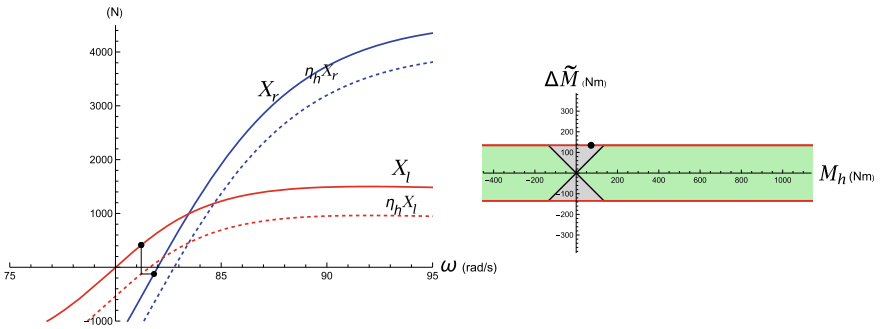 (N)
4000
3000
2000
1000
-1000
75
85
90
95
ω (rad/s)
X_r
η_h X_r
X_l
η_h X_l
ΔM̃ (Nm)
300
200
100
-100
-200
-300
-400
-200
200
400
600
800
1000
M_h (Nm)